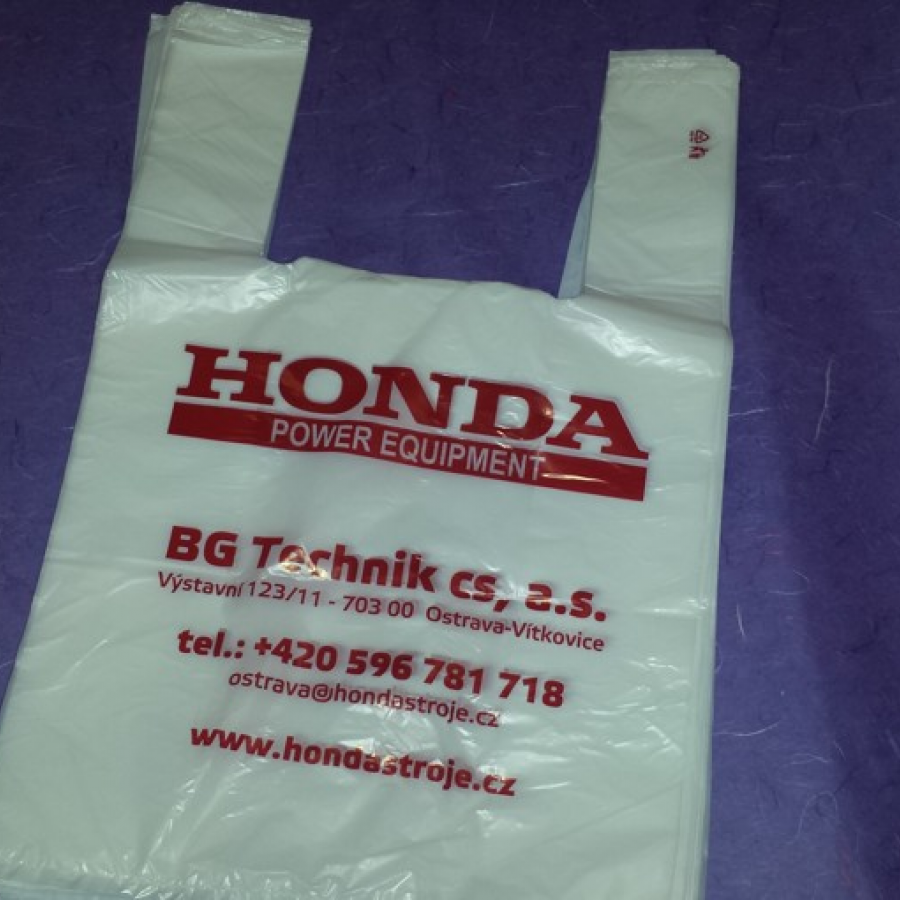 HONDA
POWER EQUIPMENT
BG Technik cs, a.s.
Výstavní 123/11 - 703 00 Ostrava-Vítkovice
tel.: +420 596 781 718
ostrava@hondastroje.cz
www.hondastroje.cz